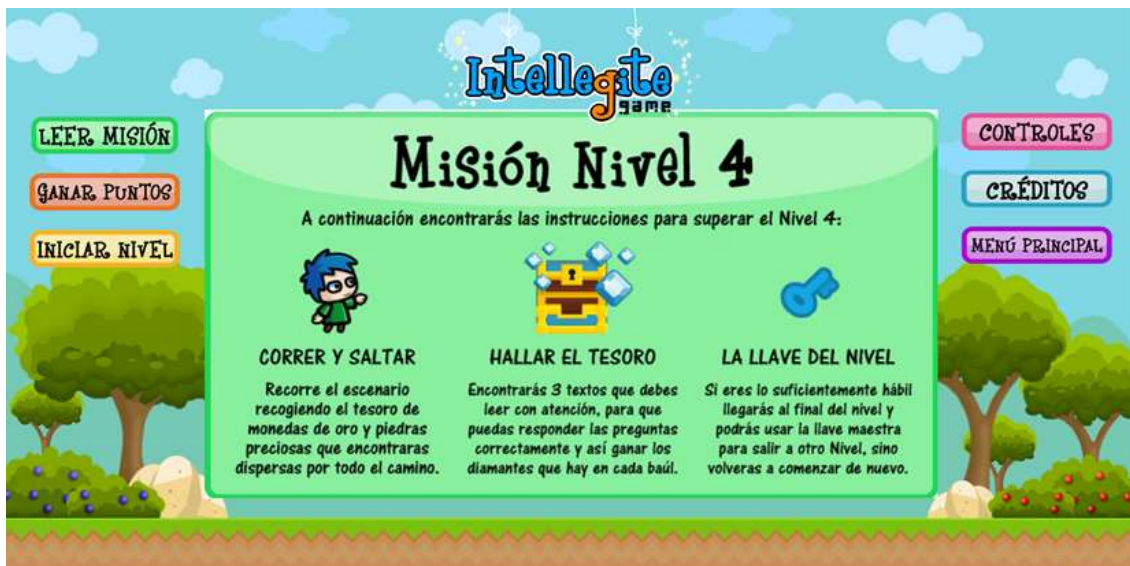 Intellegite
game
LEER MISIÓN
GANAR PUNTOS
INICIAR NIVEL
CONTROLES
CRÉDITOS
MENÚ PRINCIPAL
Misión Nivel 4
A continuación encontrarás las instrucciones para superar el Nivel 4:
CORRER Y SALTAR
Recorre el escenario
recogiendo el tesoro de
monedas de oro y piedras
preciosas que encontraras
dispersas por todo el camino.
HALLAR EL TESORO
Encontrarás 3 textos que debes
leer con atención, para que
puedas responder las preguntas
correctamente y así ganar los
diamantes que hay en cada baúl.
LA LLAVE DEL NIVEL
Si eres lo suficientemente hábil
llegarás al final del nivel y
podrás usar la llave maestra
para salir a otro Nivel, sino
volveras a comenzar de nuevo.